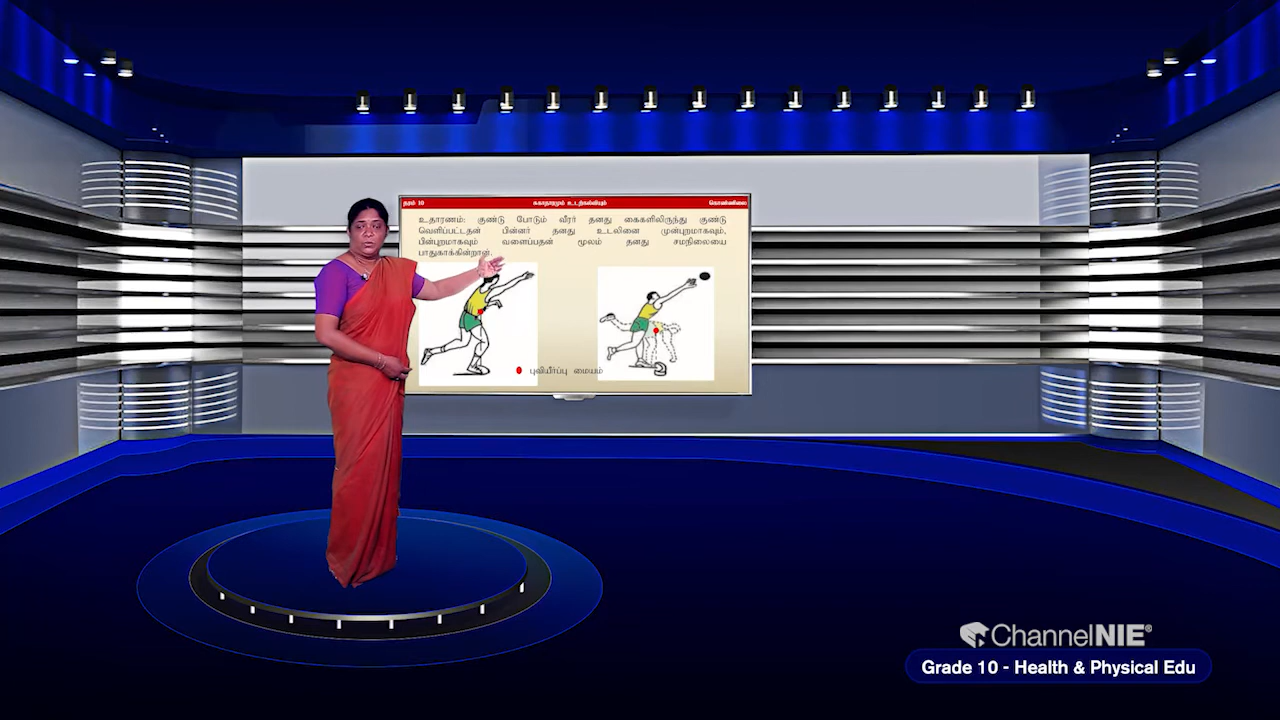 தரம் 10 சுகாதாரமும் உடற்கல்வியும் கொண்ணிலை
உதாரணம்: குண்டு போடும் வீரர் தனது கைகளிலிருந்து குண்டு
வெளிப்பட்டதன் பின்னர் தனது உடலினை முன்புறமாகவும்,
பின்புறமாகவும் வளைப்பதன் மூலம் தனது சமநிலையை
பாதுகாக்கின்றான்.
புவியீர்ப்பு மையம்
ChannelNIE®
Grade 10 - Health & Physical Edu